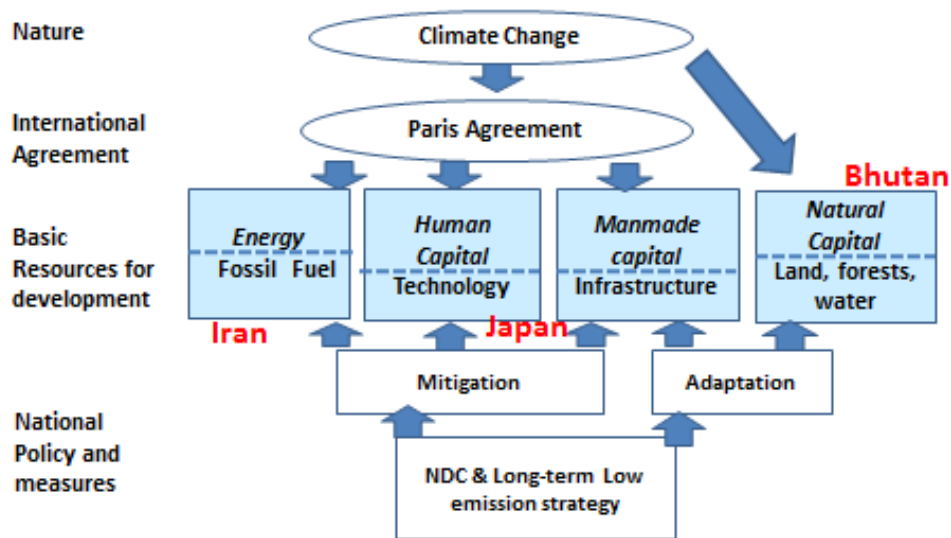 Nature
Climate Change
International
Agreement
Paris Agreement
Bhutan
Basic
Resources for
development
Energy
Fossil Fuel
Human
Capital
Technology
Manmade
capital
Infrastructure
Natural
Capital
Land, forests,
water
Iran
Japan
Mitigation
Adaptation
National
Policy and
measures
NDC & Long-term Low
emission strategy